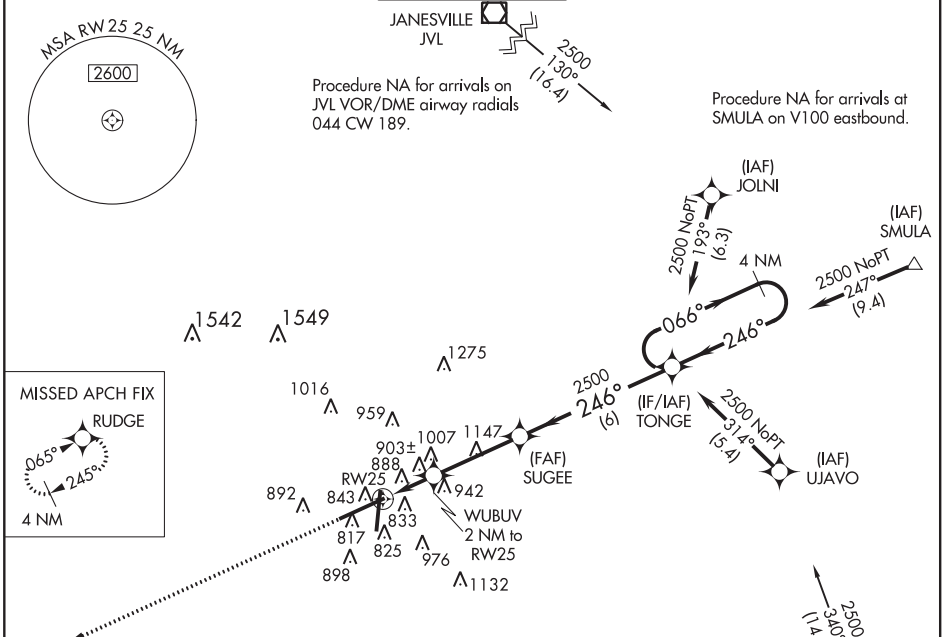 MSA RW25 25 NM
2600
JANESVILLE
JVL
2500
130°
(16.4)
Procedure NA for arrivals on
JVL VOR/DME airway radials
044 CW 189.
Procedure NA for arrivals at
SMULA on V100 eastbound.
(IAF)
JOLNI
2500 NoPT
193°
(6.3)
(IAF)
SMULA
2500 NoPT
247°
(9.4)
4 NM
066°
246°
(IF/IAF)
TONGE
2500
246°
(6)
2500 NoPT
314°
(5.4)
(IAF)
UJAVO
1542
1549
1275
1016
959
903±
1007
1147
888
(FAF)
SUGEE
RW25
843
892
942
833
WUBUV
2 NM to
RW25
817
825
976
898
1132
MISSED APCH FIX
RUDGE
065°
245°
4 NM
2500
340°
(14